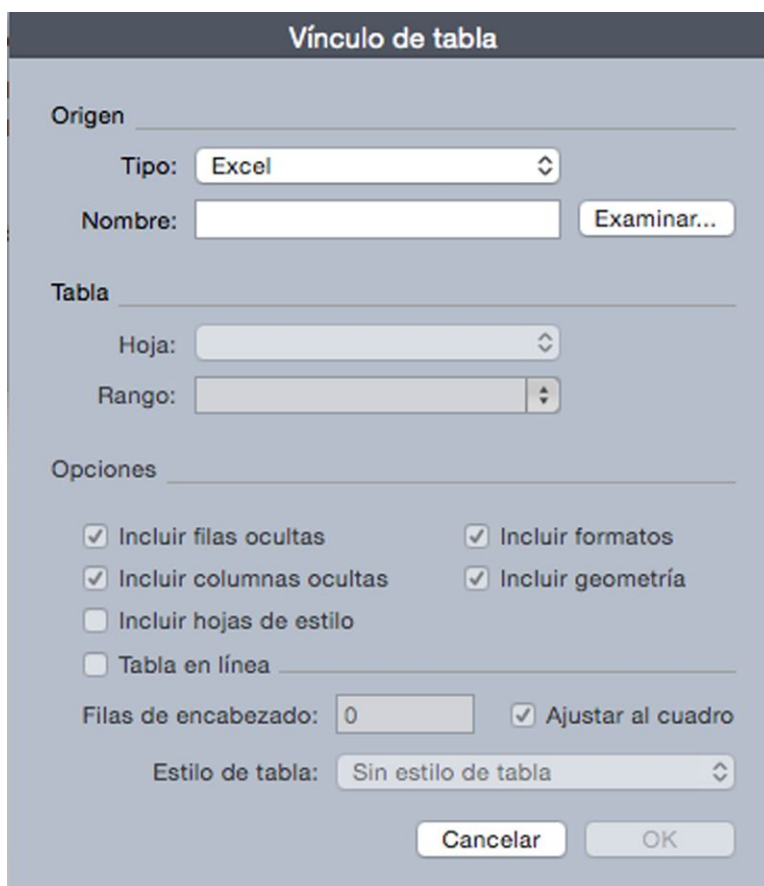 Vínculo de tabla
Origen
Tipo: Excel
Nombre: Examinar...
Tabla
Hoja:
Rango:
Opciones
Incluir filas ocultas Incluir formatos
Incluir columnas ocultas Incluir geometría
Incluir hojas de estilo
Tabla en línea
Filas de encabezado: 0 Ajustar al cuadro
Estilo de tabla: Sin estilo de tabla
Cancelar OK